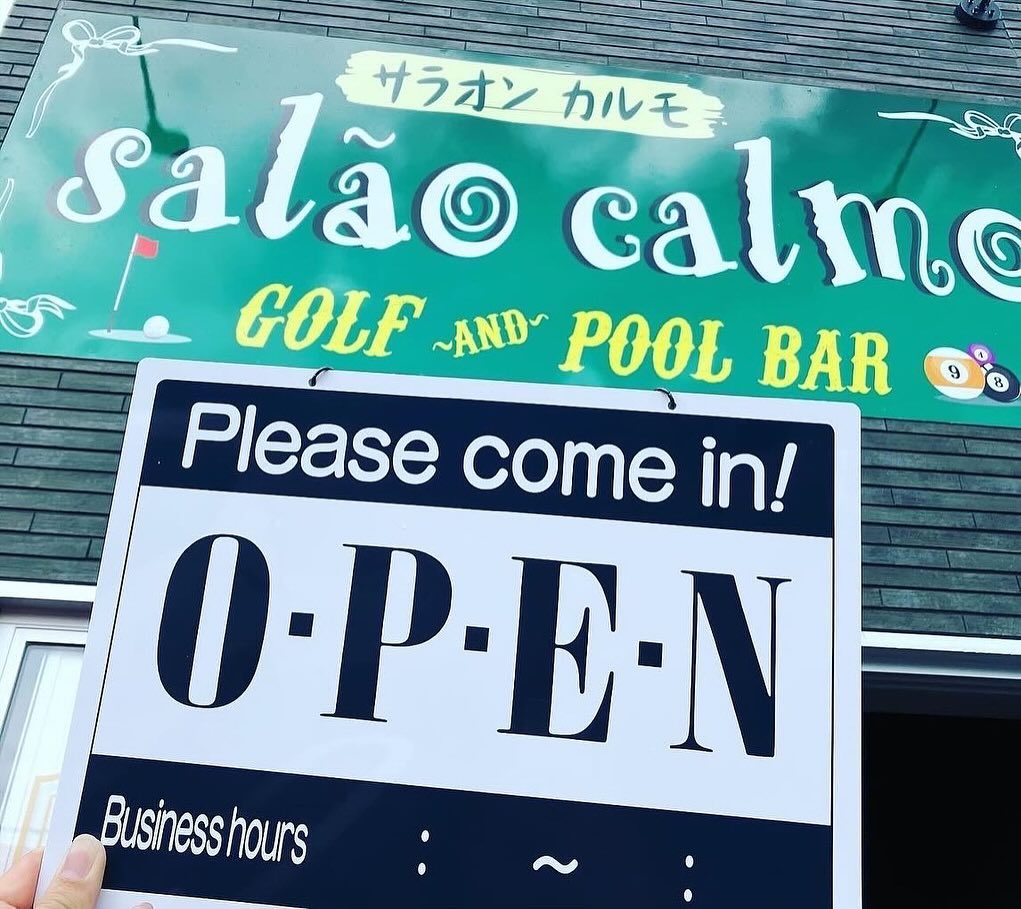 サラオン カルモ
salão calmo
GOLF ~AND~ POOL BAR
9 4 8
Please come in!
O·P·E·N
Business hours : ~ :